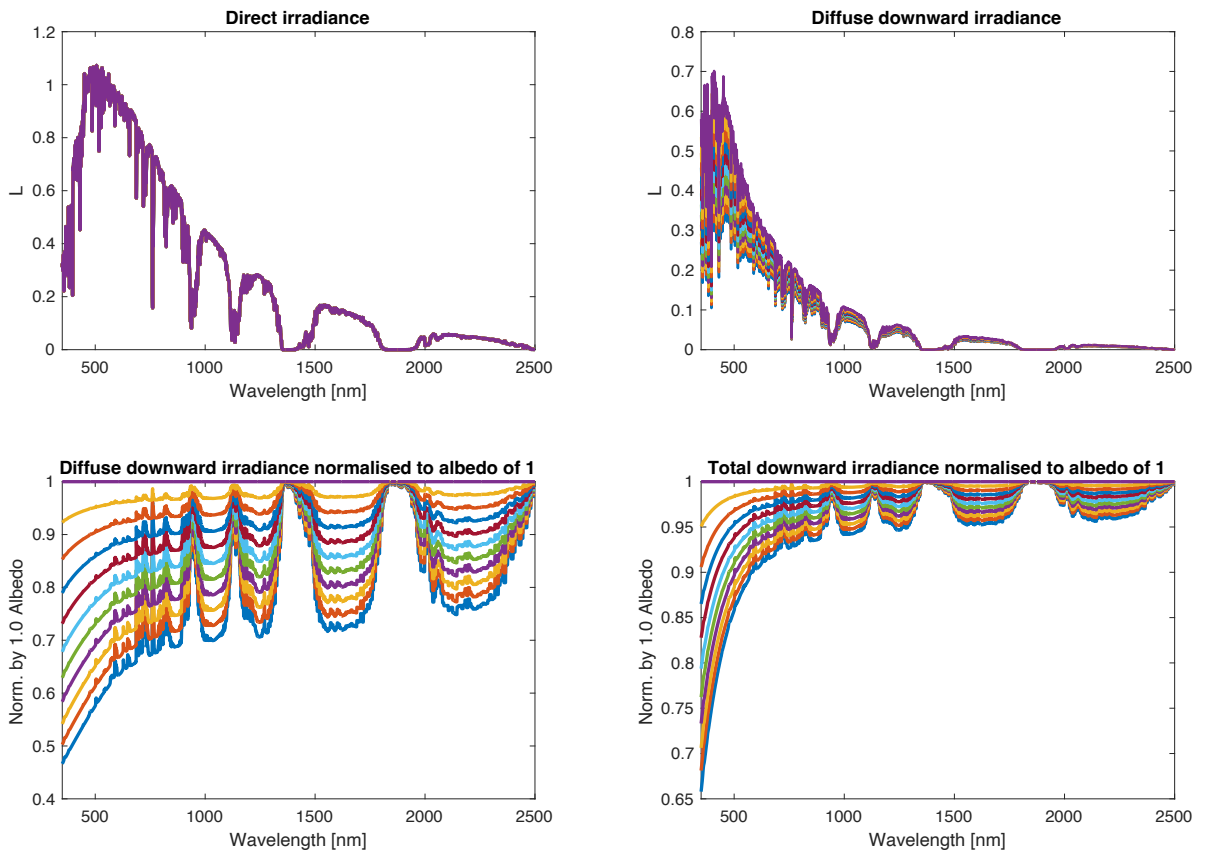 Direct irradiance
1.2
1
0.8
0.6
0.4
0.2
0
L
500 1000 1500 2000 2500
Wavelength [nm]
Diffuse downward irradiance
0.8
0.7
0.6
0.5
0.4
0.3
0.2
0.1
0
L
500 1000 1500 2000 2500
Wavelength [nm]
Diffuse downward irradiance normalised to albedo of 1
1
0.9
0.8
0.7
0.6
0.5
0.4
Norm. by 1.0 Albedo
500 1000 1500 2000 2500
Wavelength [nm]
Total downward irradiance normalised to albedo of 1
1
0.95
0.9
0.85
0.8
0.75
0.7
0.65
Norm. by 1.0 Albedo
500 1000 1500 2000 2500
Wavelength [nm]